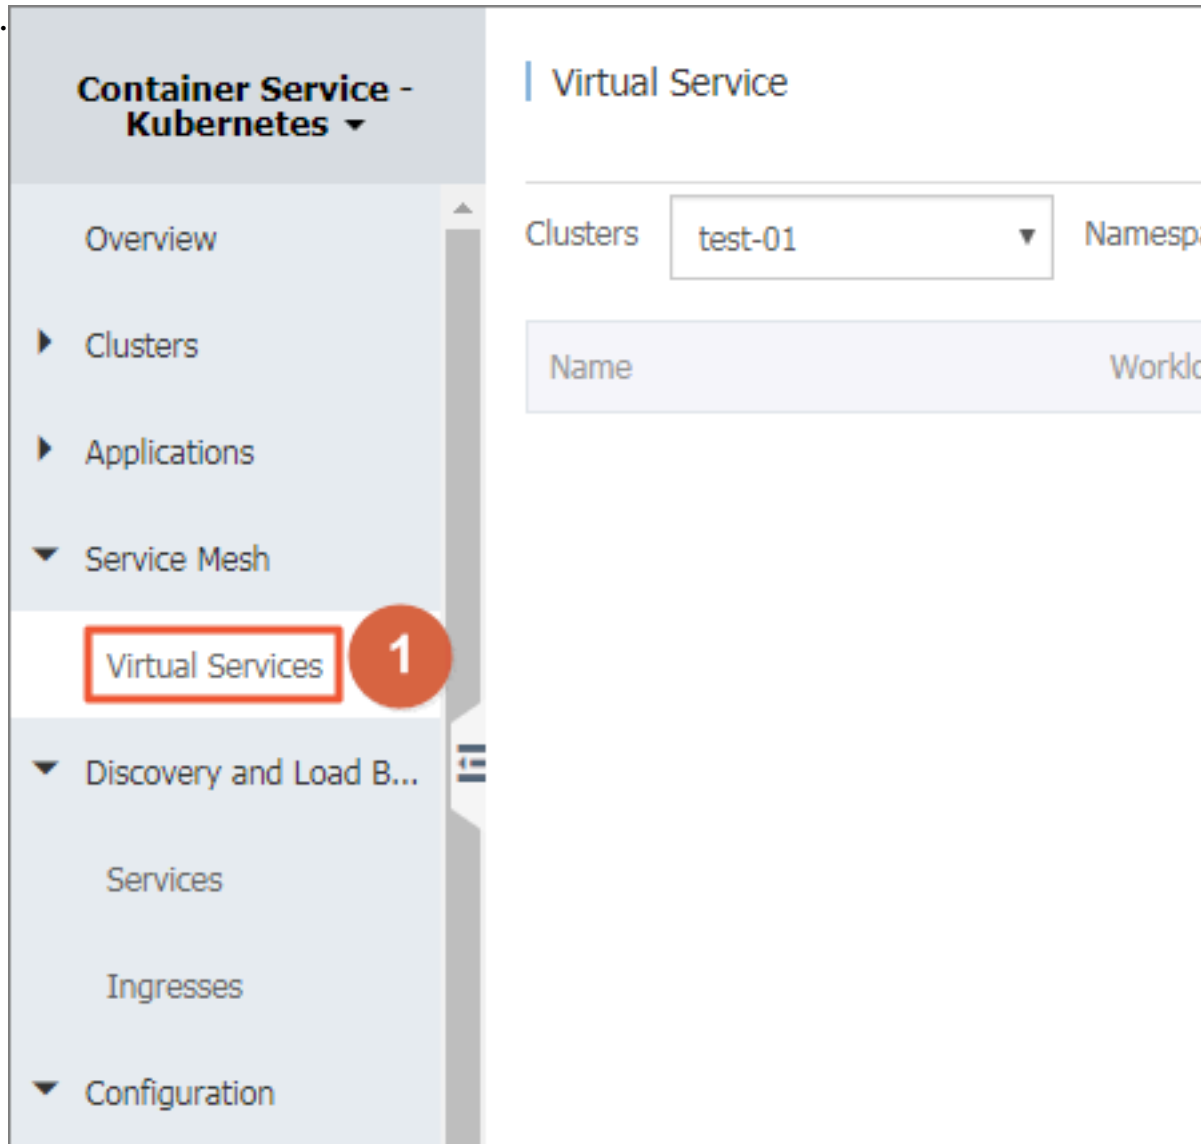 Container Service -
Kubernetes
Overview
Clusters
Applications
Service Mesh
Virtual Services
1
Discovery and Load B...
Services
Ingresses
Configuration
Virtual Service
Clusters test-01
Name